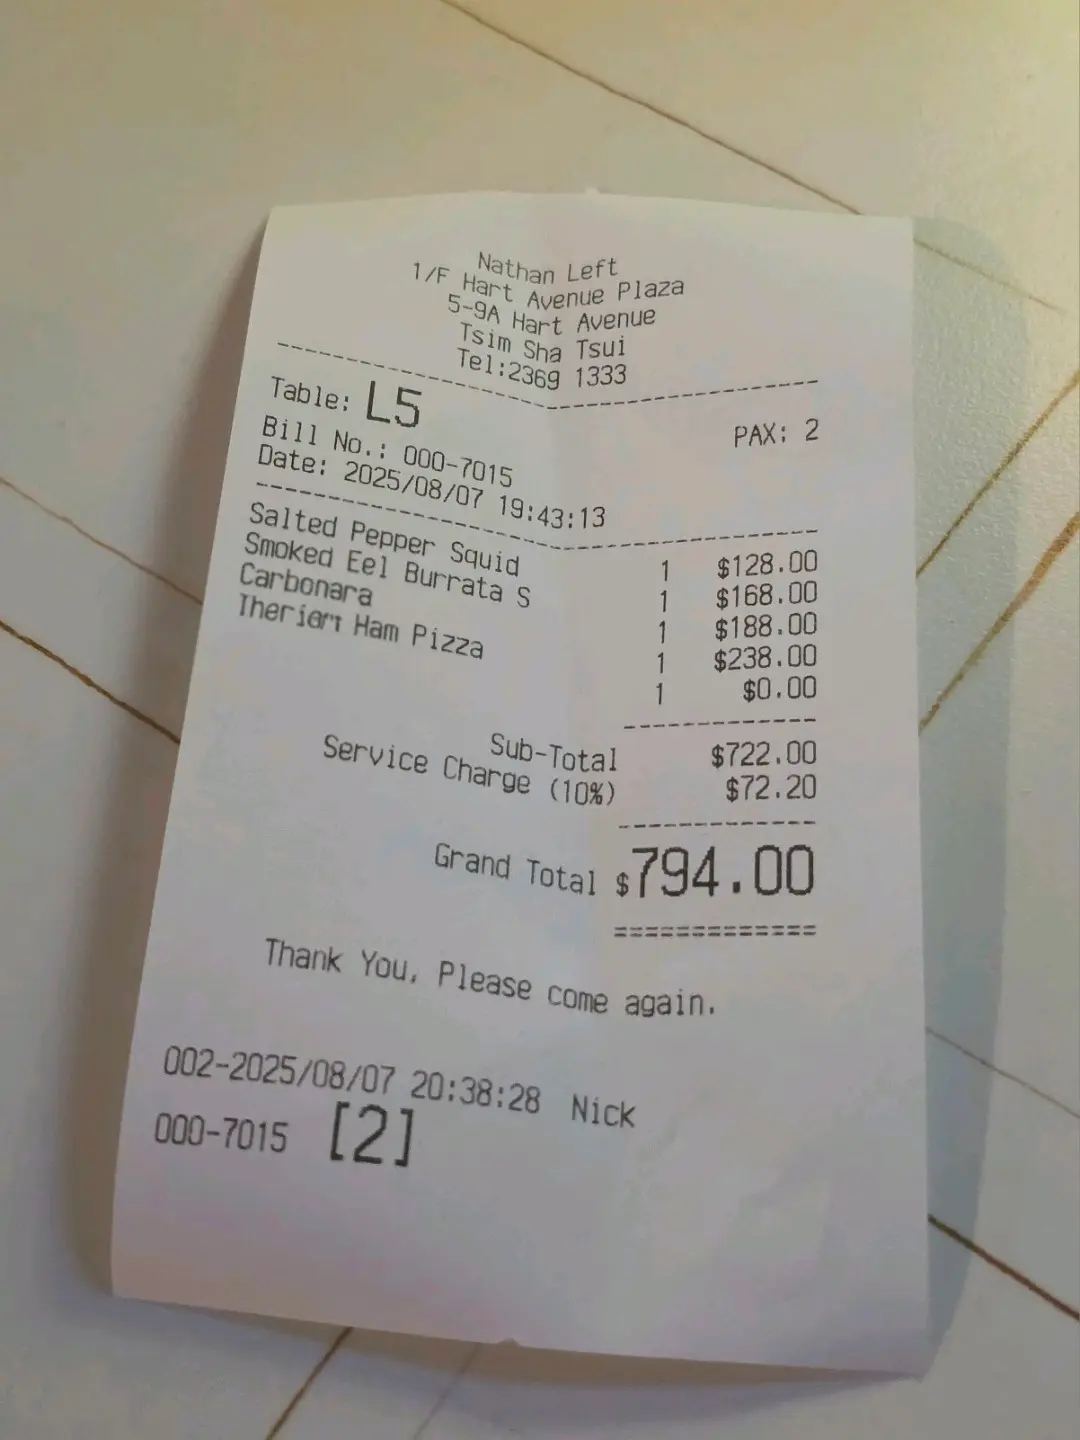 Nathan Left
1/F Hart Avenue Plaza
5-9A Hart Avenue
Tsim Sha Tsui
Tel:2369 1333
Table: L5 PAX: 2
Bill No.: 000-7015
Date: 2025/08/07 19:43:13
Salted Pepper Squid 1 $128.00
Smoked Eel Burrata S 1 $168.00
Carbonara 1 $188.00
Ham Pizza 1 $238.00
1 $0.00
Sub-Total $722.00
Service Charge (10%) $72.20
Grand Total $794.00
Thank You, Please come again.
002-2025/08/07 20:38:28 Nick
000-7015 [2]